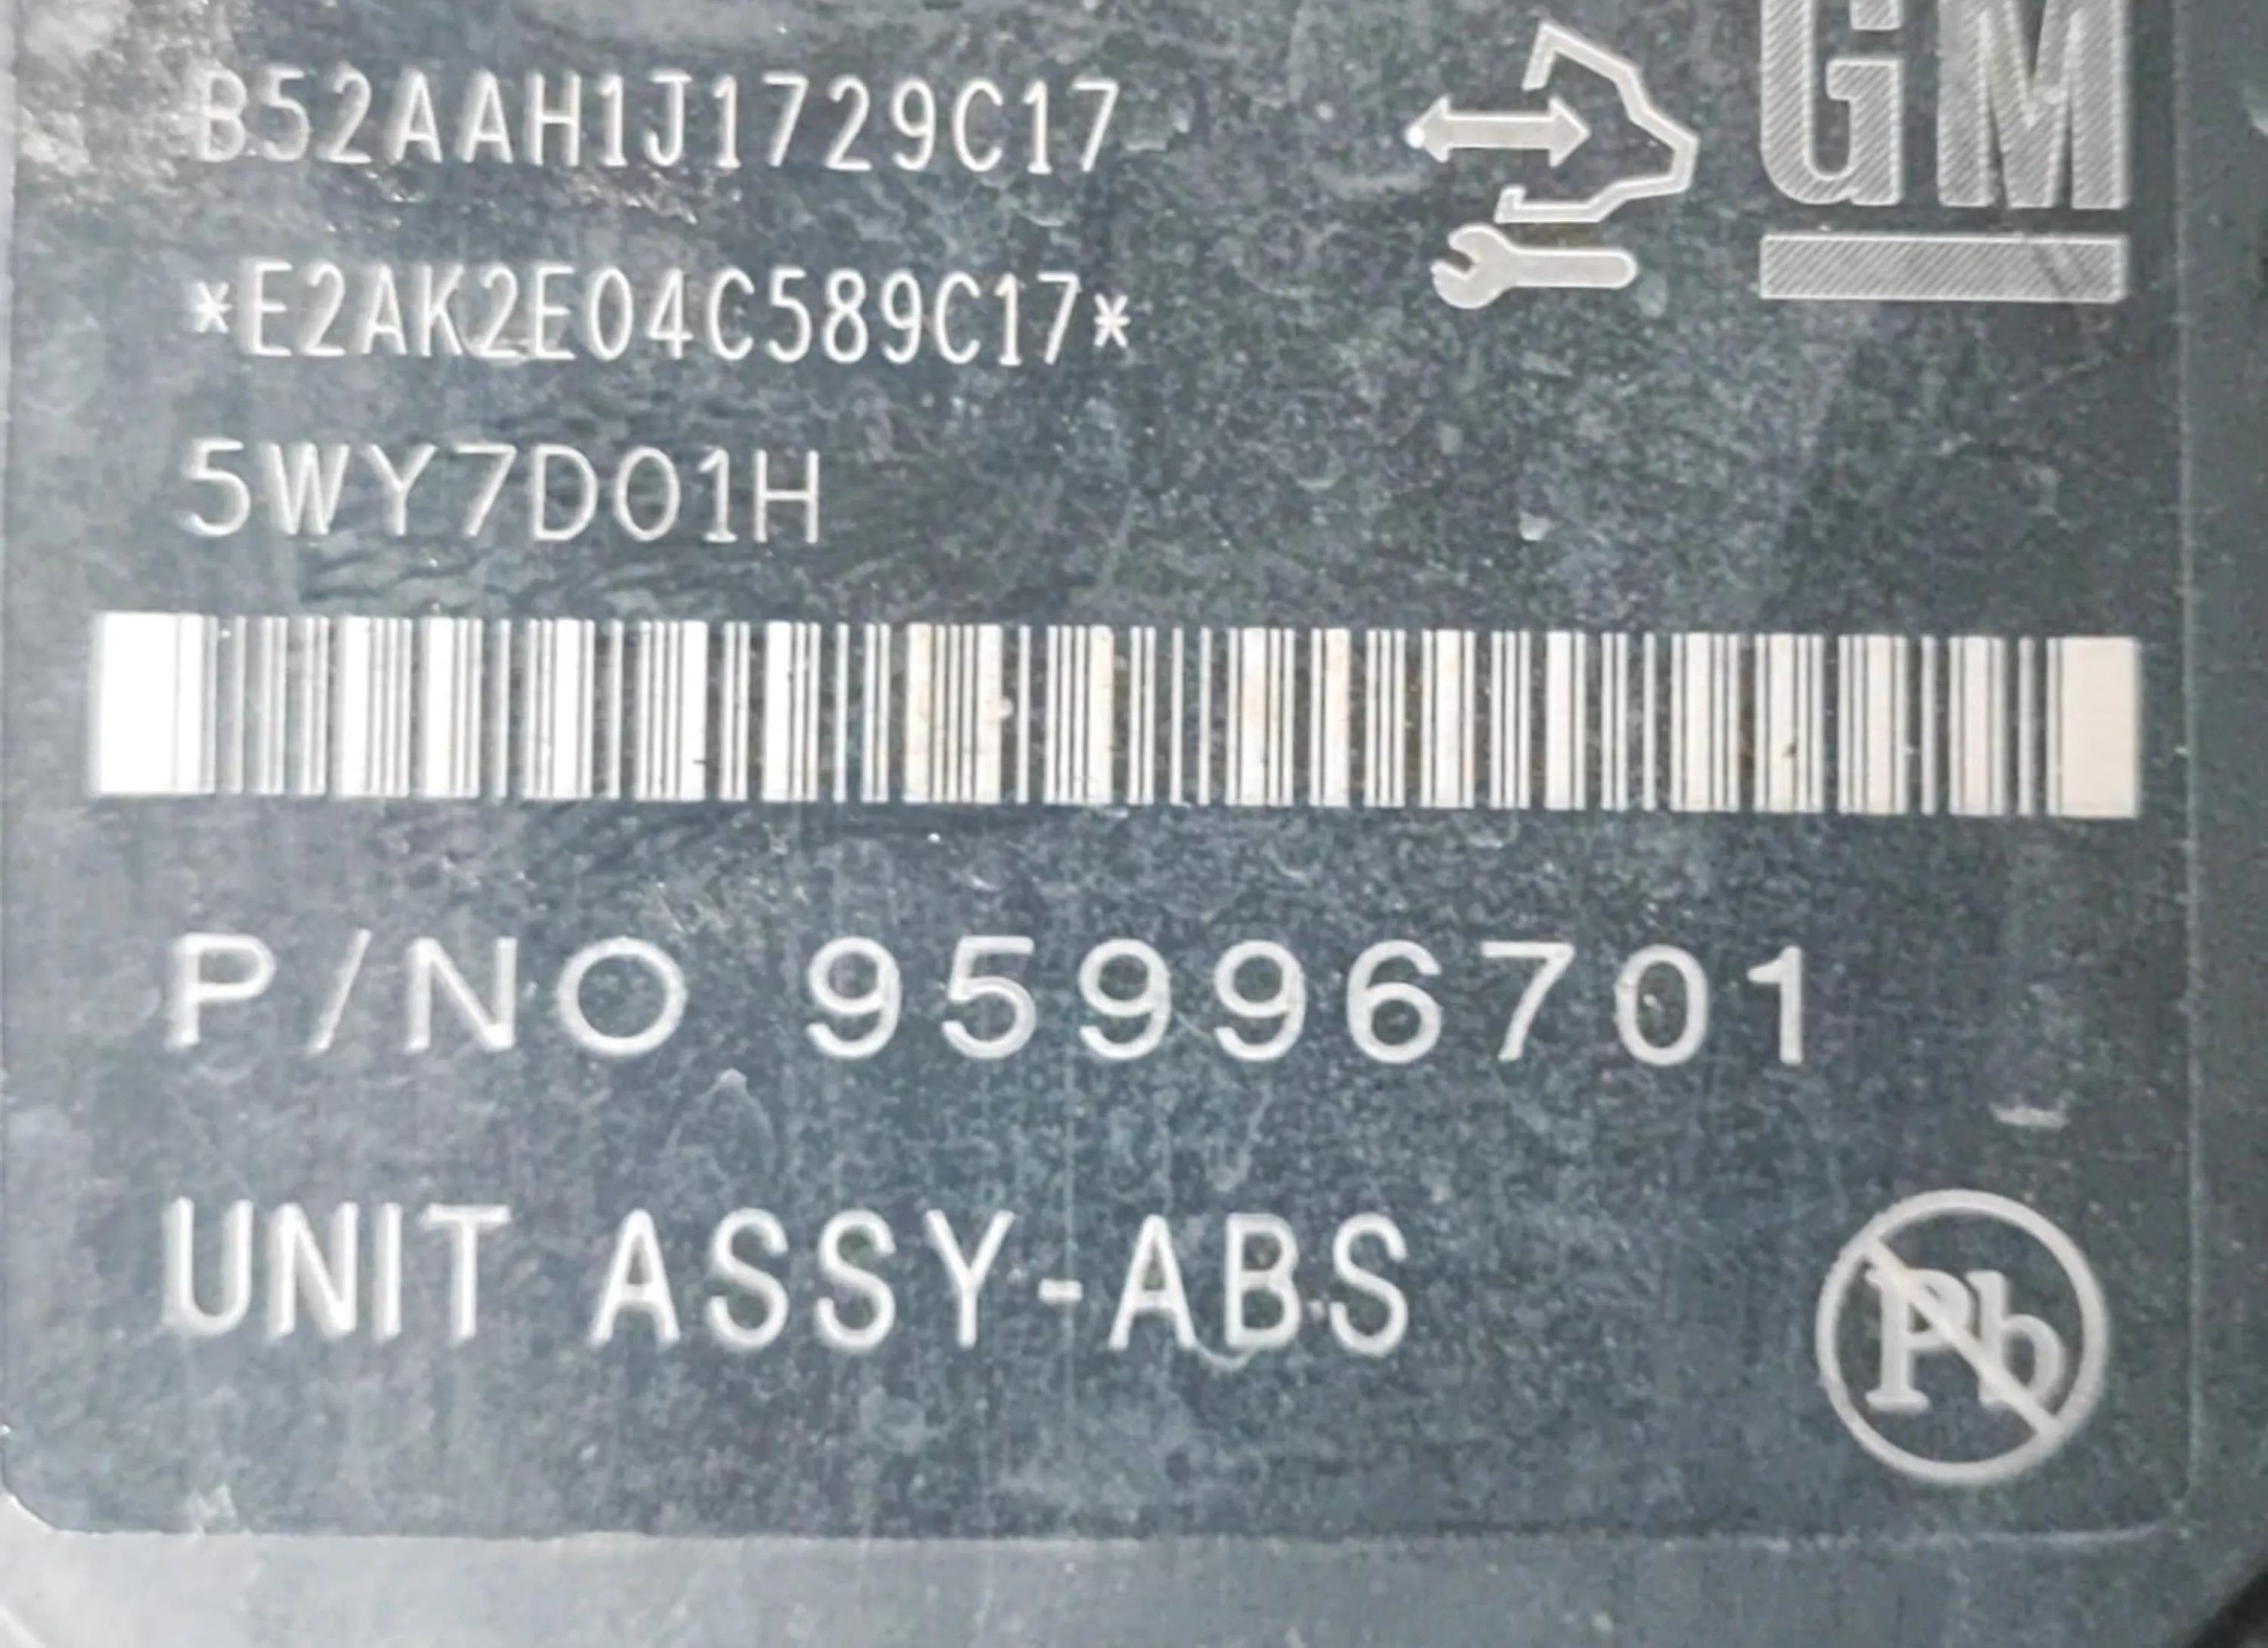 GM
B52AAH1J1729C17
*E2AK2E04C589C17*
5WY7D01H
P/NO 95996701
UNIT ASSY-ABS
Pb